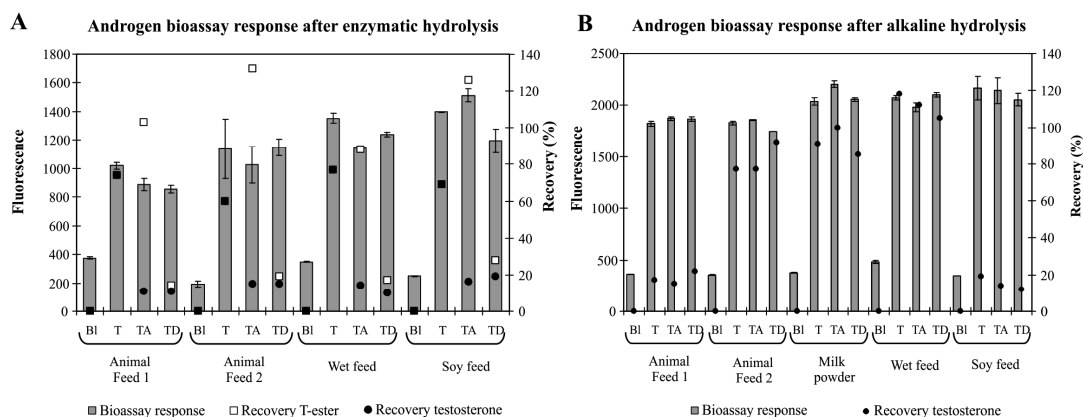 A
Androgen bioassay response after enzymatic hydrolysis
Fluorescence
1800
1600
1400
1200
1000
800
600
400
200
0
140
120
100
80
60
40
20
0
Recovery (%)
Bl T TA TD Bl T TA TD Bl T TA TD Bl T TA TD
Animal Feed 1
Animal Feed 2
Wet feed
Soy feed
Bioassay response
Recovery T-ester
Recovery testosterone
B
Androgen bioassay response after alkaline hydrolysis
Fluorescence
2500
2000
1500
1000
500
0
140
120
100
80
60
40
20
0
Recovery (%)
Bl T TA TD Bl T TA TD Bl T TA TD Bl T TA TD Bl T TA TD
Animal
Feed 1
Animal
Feed 2
Milk
powder
Wet feed
Soy feed
Bioassay response
Recovery testosterone